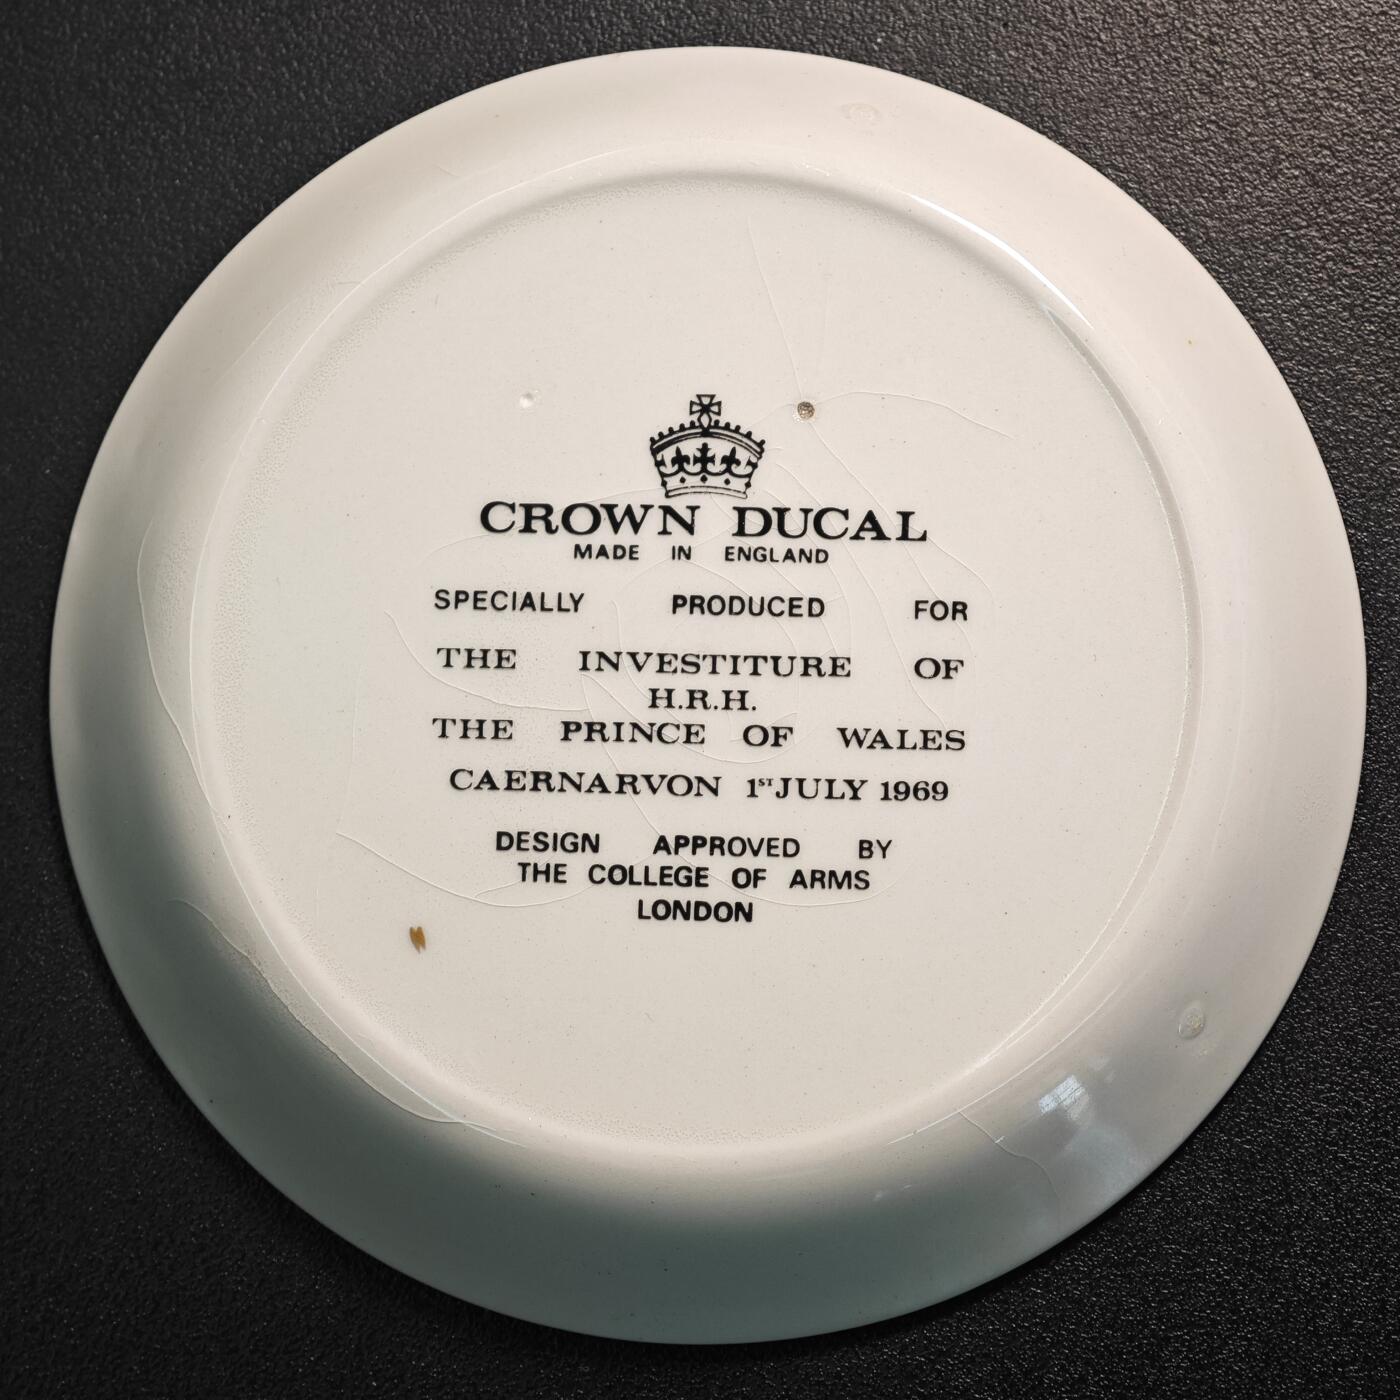 CROWN DUCAL
MADE IN ENGLAND
SPECIALLY PRODUCED FOR
THE INVESTITURE OF
H.R.H.
THE PRINCE OF WALES
CAERNARVON 1ST JULY 1969
DESIGN APPROVED BY
THE COLLEGE OF ARMS
LONDON